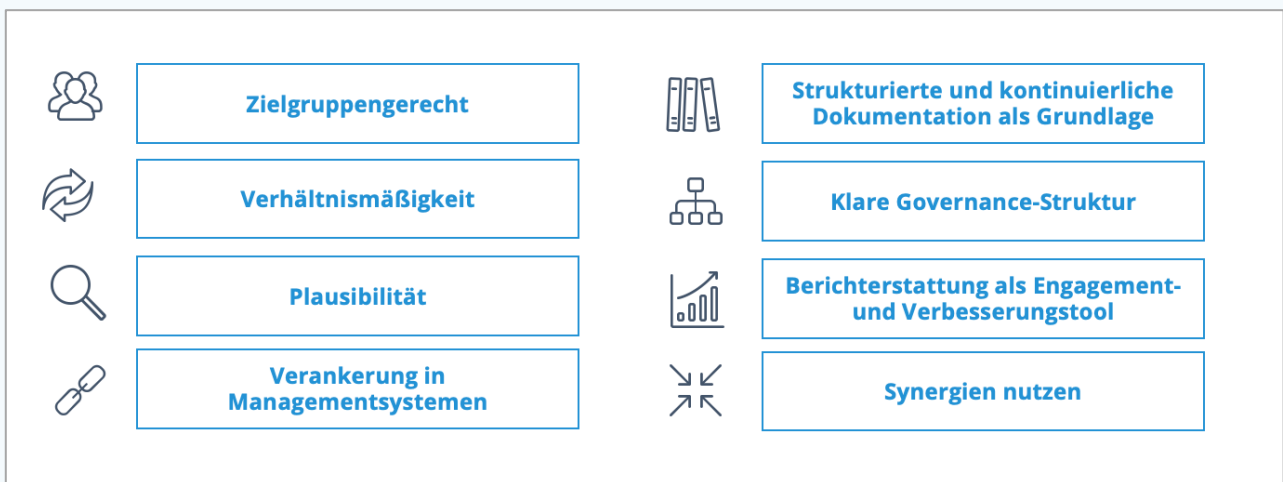 Zielgruppengerecht
Verhältnismäßigkeit
Plausibilität
Verankerung in
Managementsystemen
Strukturierte und kontinuierliche
Dokumentation als Grundlage
Klare Governance-Struktur
Berichterstattung als Engagement-
und Verbesserungstool
Synergien nutzen